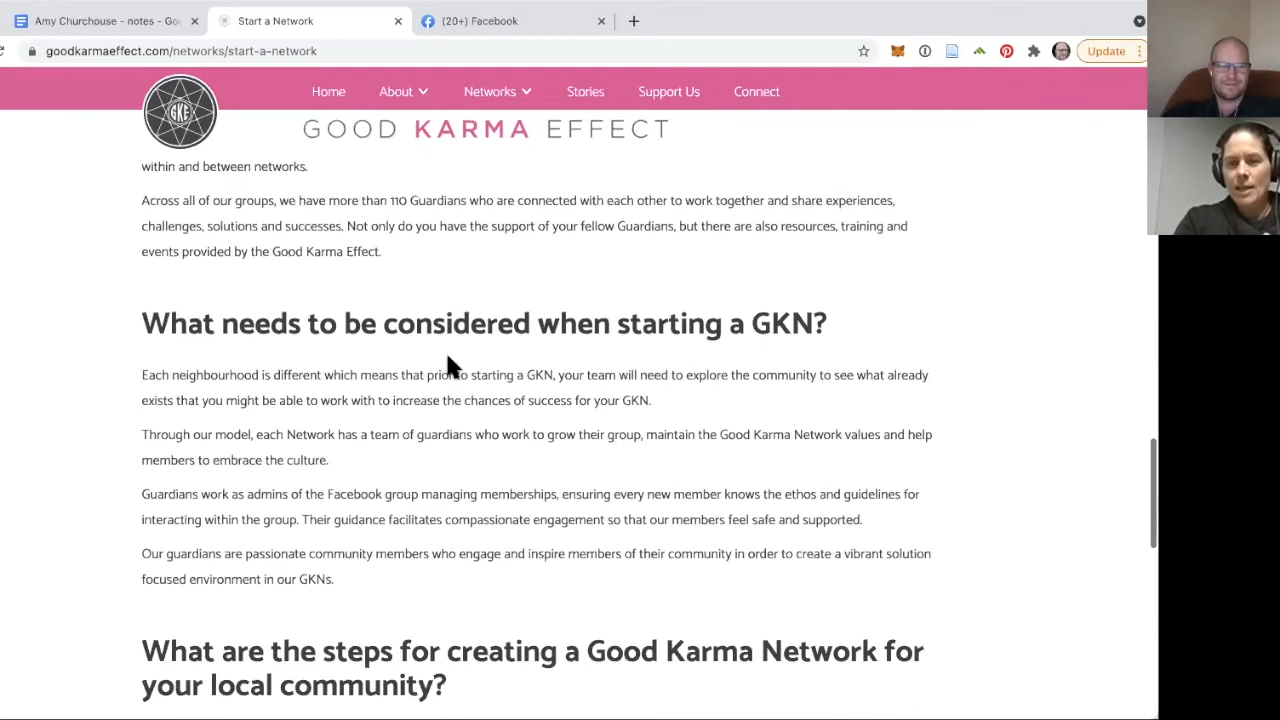 Amy Churchouse - notes - Go
Start a Network
(20+) Facebook
goodkarmaeffect.com/networks/start-a-network
Update
GKE
Home
About
Networks
Stories
Support Us
Connect
GOOD KARMA EFFECT
within and between networks.
Across all of our groups, we have more than 110 Guardians who are connected with each other to work together and share experiences,
challenges, solutions and successes. Not only do you have the support of your fellow Guardians, but there are also resources, training and
events provided by the Good Karma Effect.
What needs to be considered when starting a GKN?
Each neighbourhood is different which means that prior to starting a GKN, your team will need to explore the community to see what already
exists that you might be able to work with to increase the chances of success for your GKN.
Through our model, each Network has a team of guardians who work to grow their group, maintain the Good Karma Network values and help
members to embrace the culture.
Guardians work as admins of the Facebook group managing memberships, ensuring every new member knows the ethos and guidelines for
interacting within the group. Their guidance facilitates compassionate engagement so that our members feel safe and supported.
Our guardians are passionate community members who engage and inspire members of their community in order to create a vibrant solution
focused environment in our GKNs.
What are the steps for creating a Good Karma Network for
your local community?